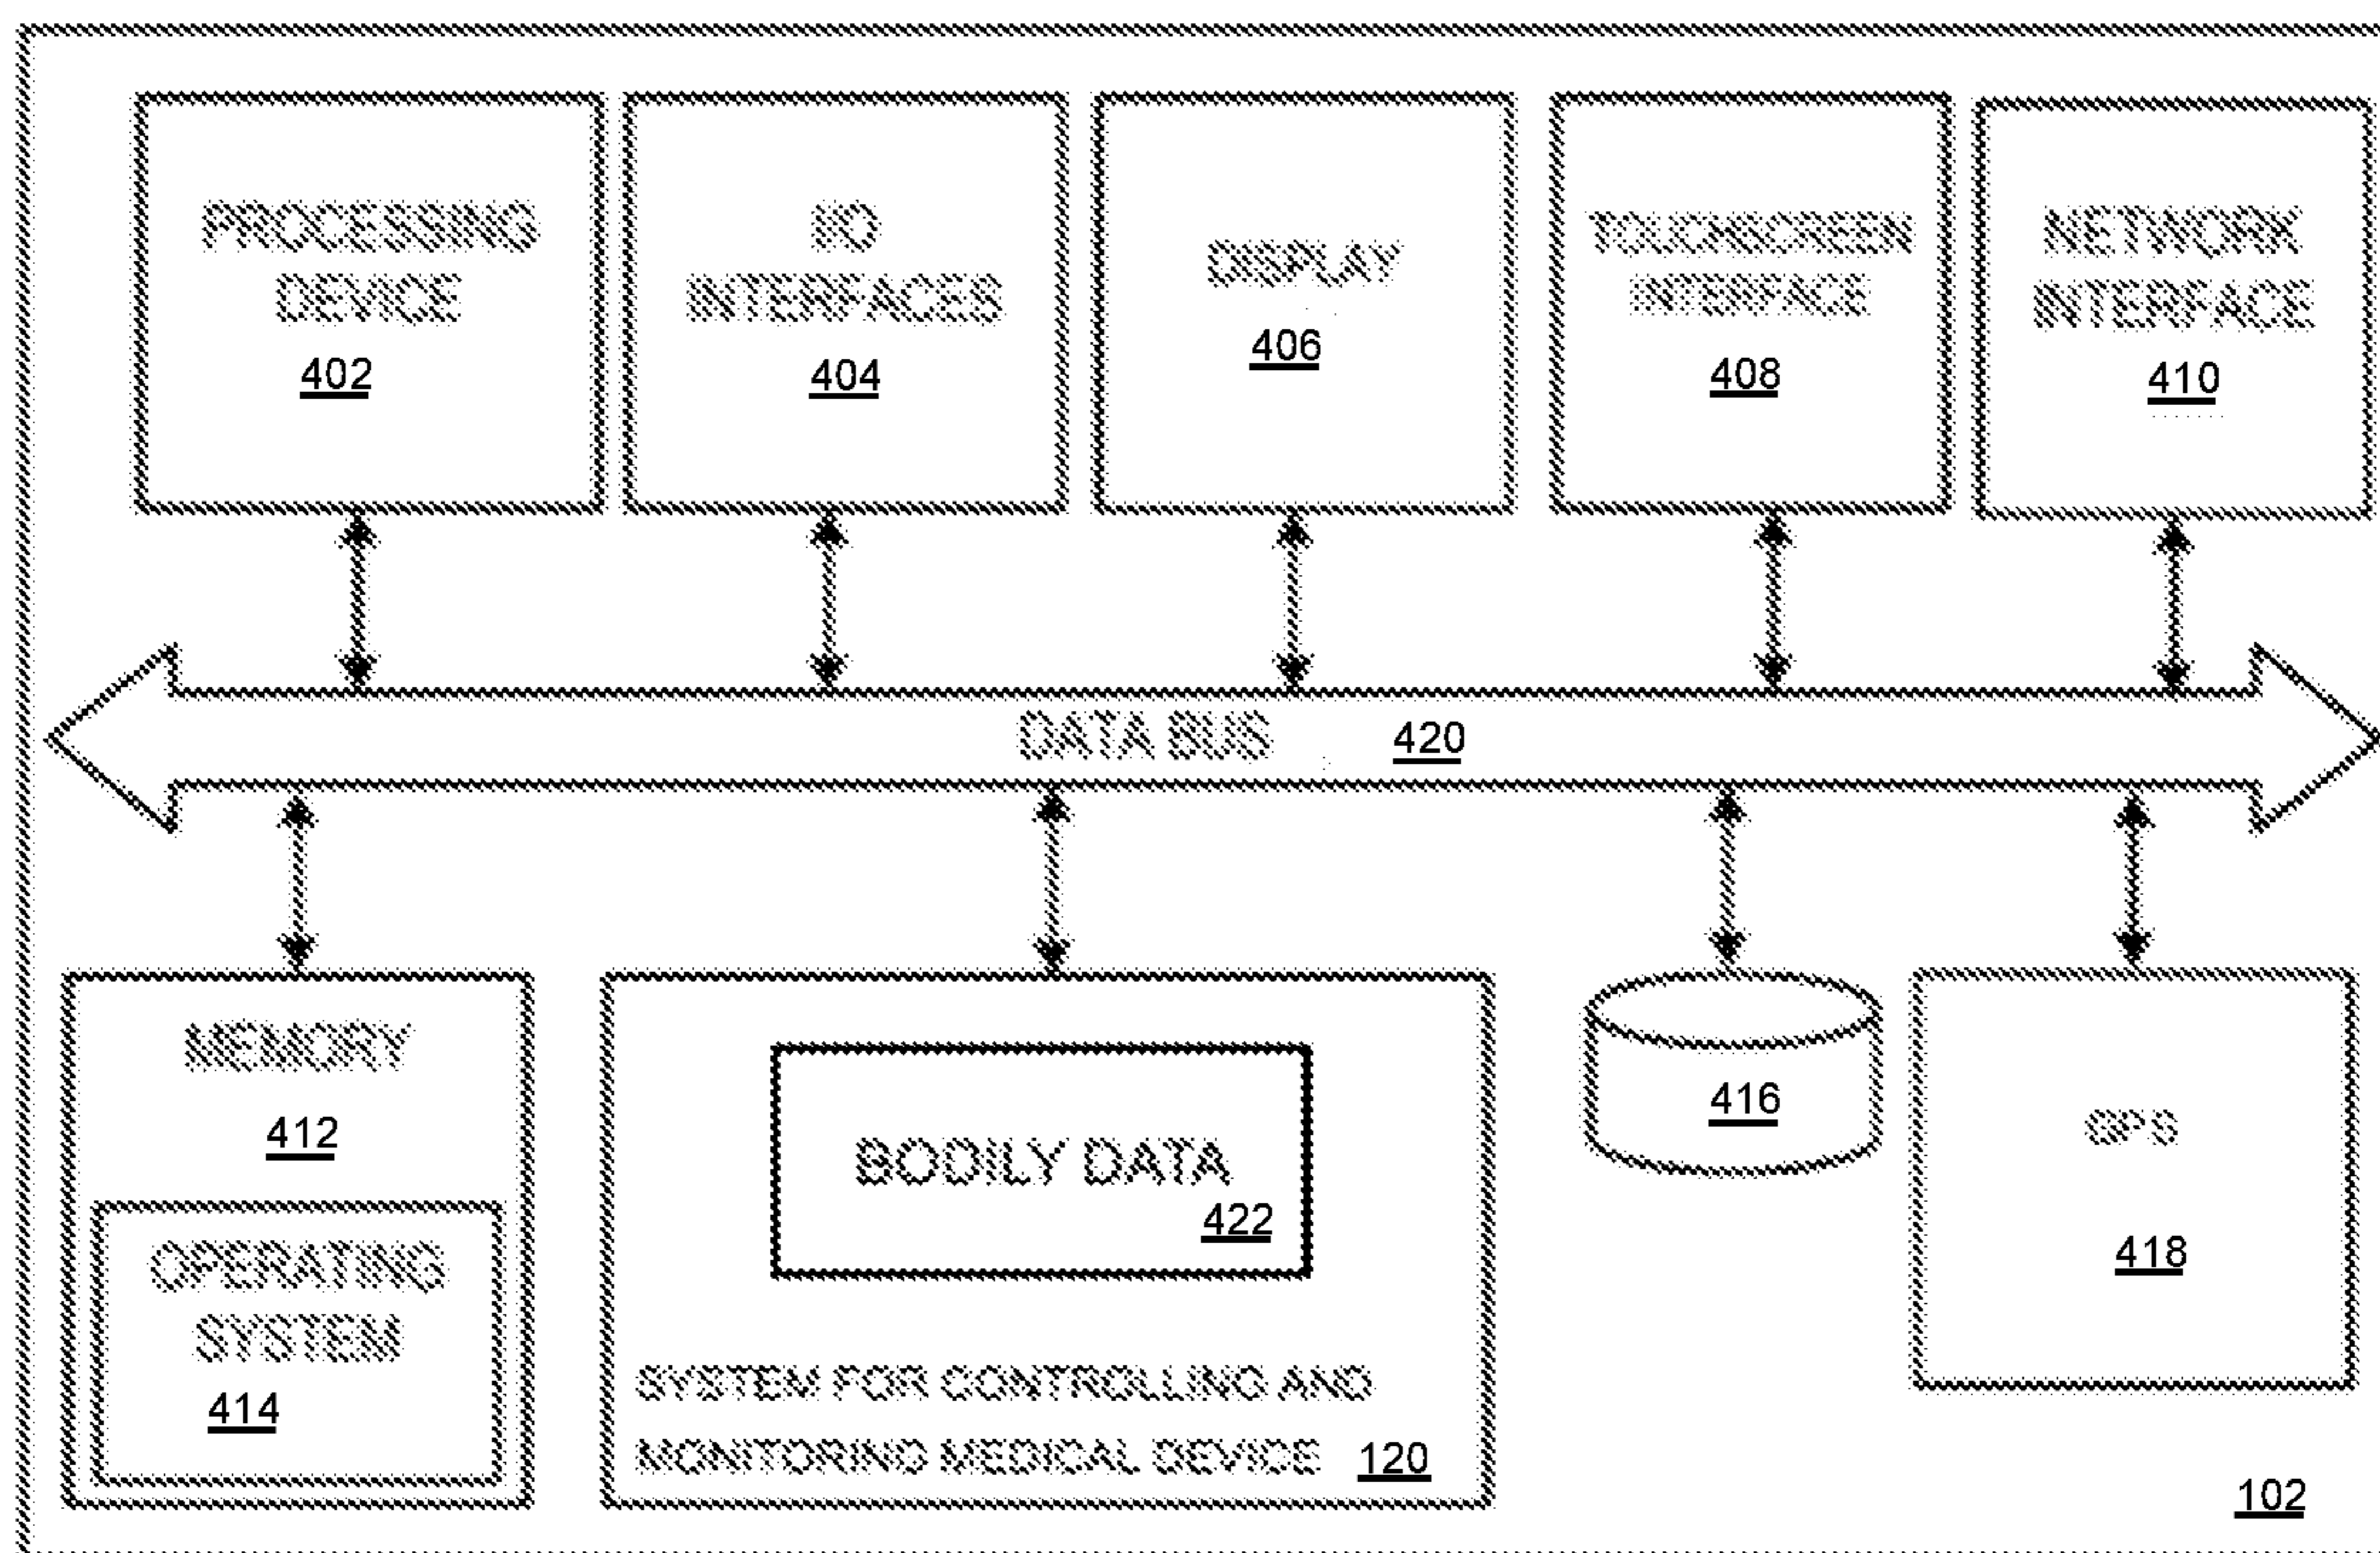 PROCESSING
DEVICE
402
I/O
INTERFACES
404
DISPLAY
406
TOUCHSCREEN
INTERFACE
408
NETWORK
INTERFACE
410
DATA BUS 420
MEMORY
412
OPERATING
SYSTEM
414
BODILY DATA
422
SYSTEM FOR CONTROLLING AND
MONITORING MEDICAL DEVICE 120
416
GPS
418
102